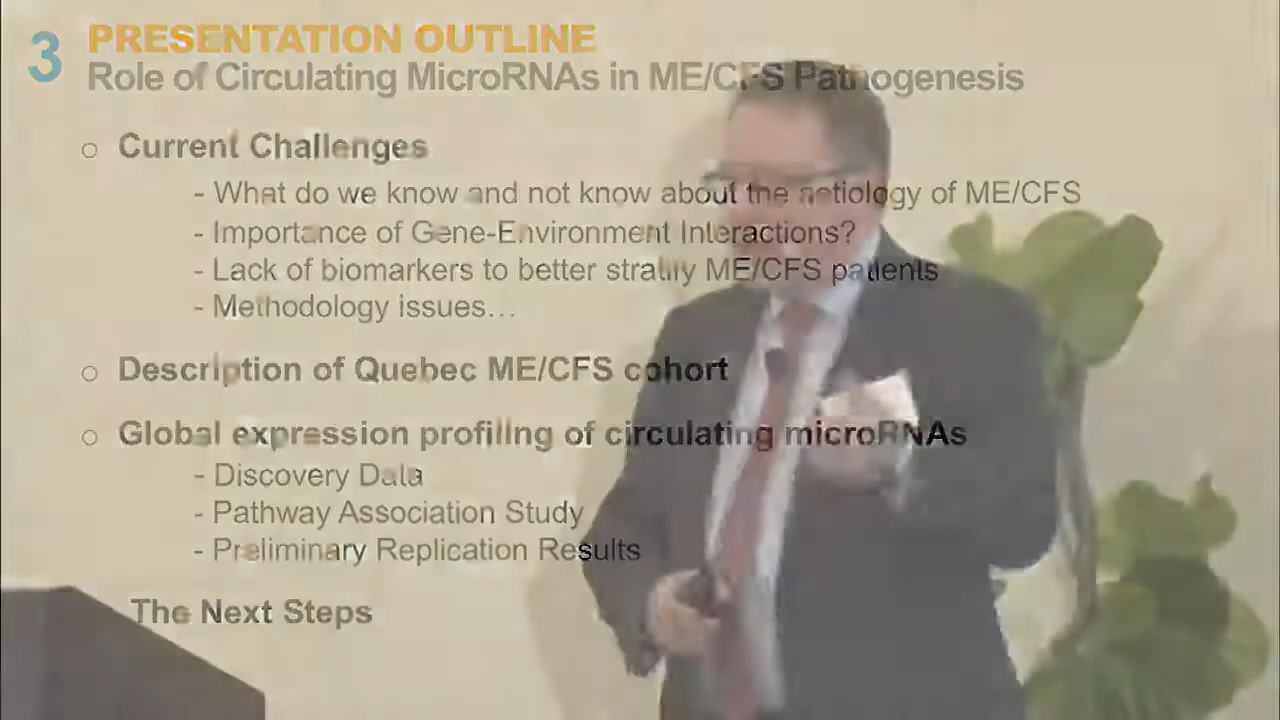 3 PRESENTATION OUTLINE
Role of Circulating MicroRNAs in ME/CFS Pathogenesis
o Current Challenges
- What do we know and not know about the aetiology of ME/CFS
- Importance of Gene-Environment Interactions?
- Lack of biomarkers to better stratify ME/CFS patients
- Methodology issues…
o Description of Quebec ME/CFS cohort
o Global expression profiling of circulating microRNAs
- Discovery Data
- Pathway Association Study
- Preliminary Replication Results
The Next Steps